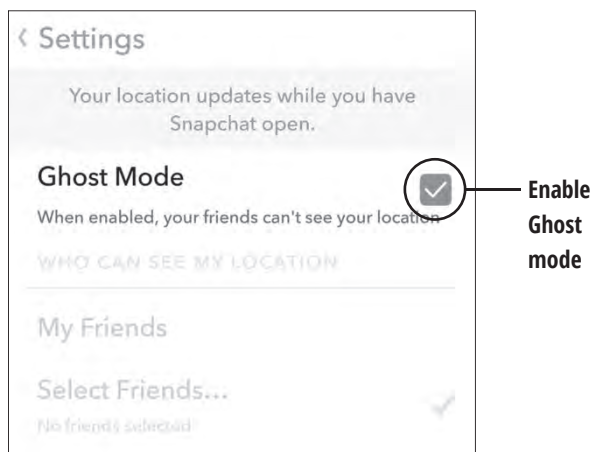 Settings
Your location updates while you have
Snapchat open.
Ghost Mode
When enabled, your friends can't see your location
WHO CAN SEE MY LOCATION
My Friends
Select Friends...
No friends selected
Enable
Ghost
mode